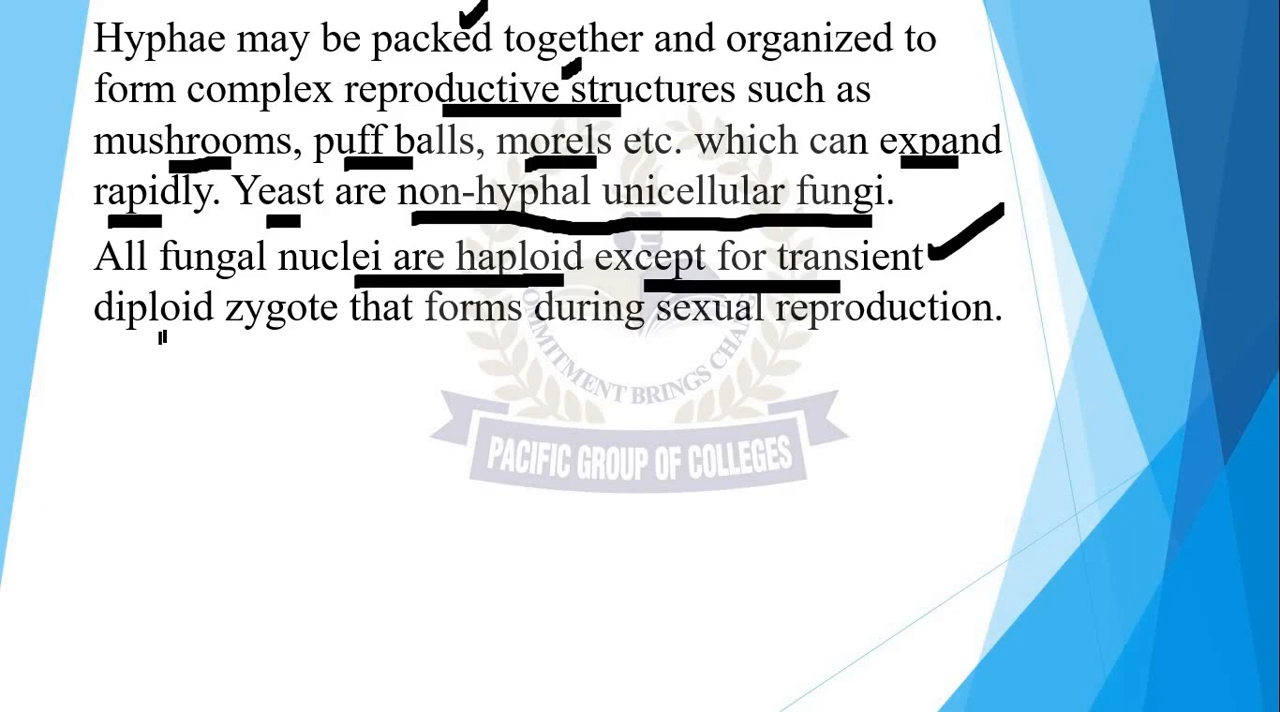 Hyphae may be packed together and organized to
form complex reproductive structures such as
mushrooms, puff balls, morels etc. which can expand
rapidly. Yeast are non-hyphal unicellular fungi.
All fungal nuclei are haploid except for transient
diploid zygote that forms during sexual reproduction.
PACIFIC GROUP OF COLLEGES